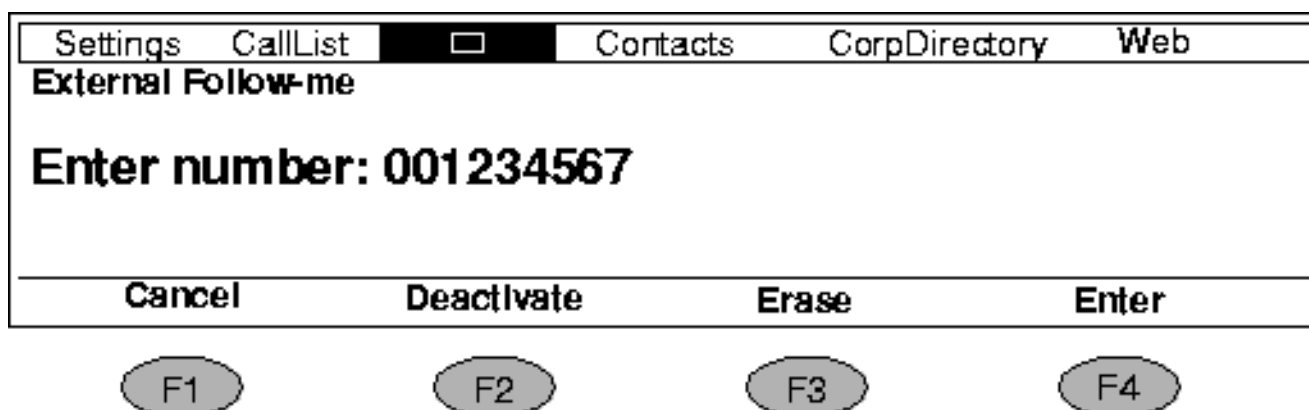 Settings CallList Contacts CorpDirectory Web
External Follow-me
Enter number: 001234567
Cancel Deactivate Erase Enter
F1 F2 F3 F4